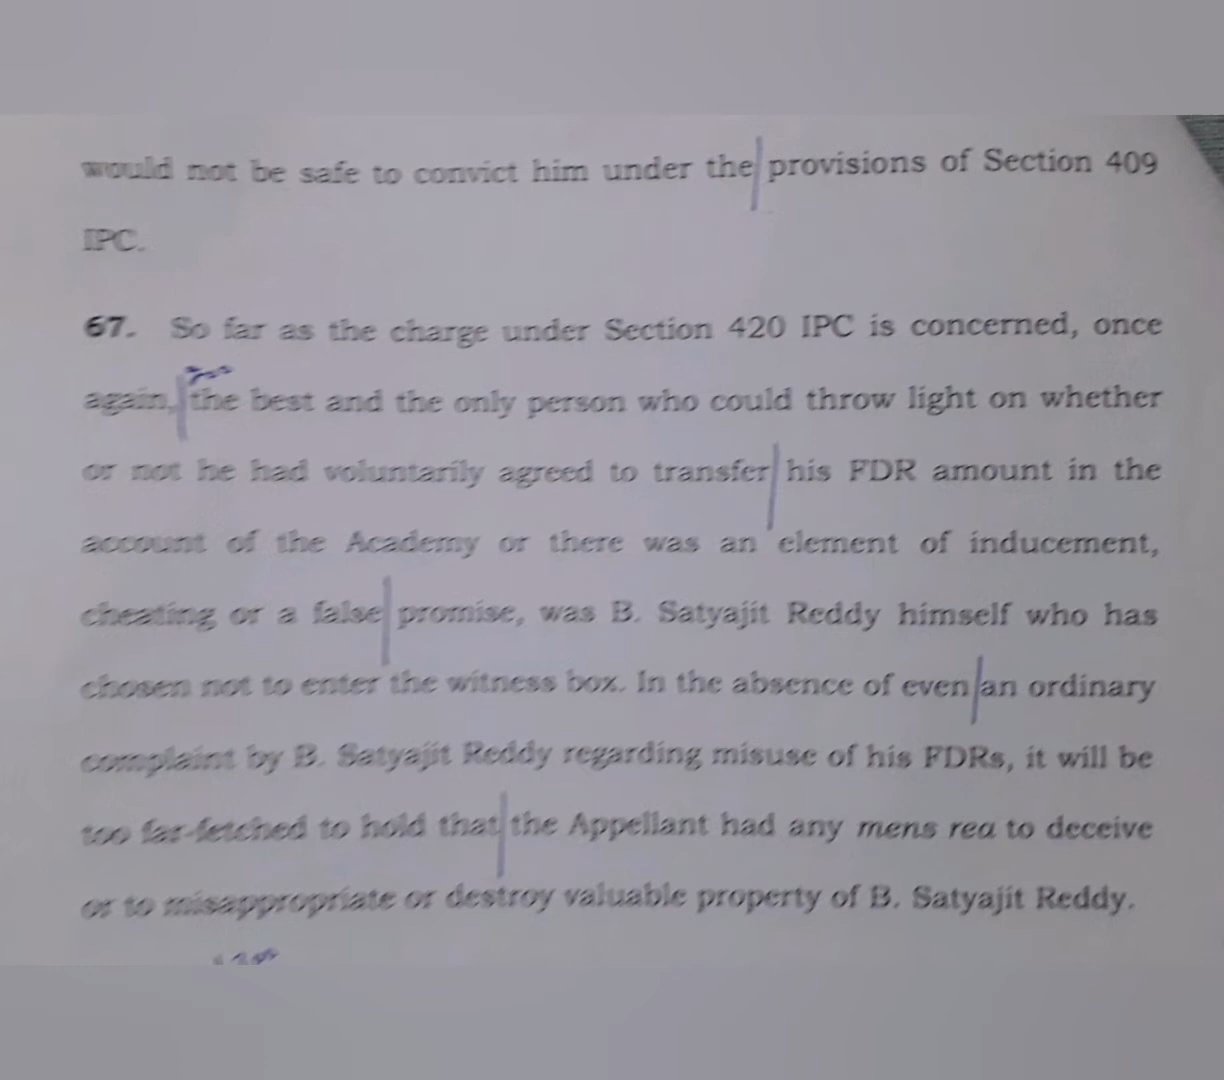 would not be safe to convict him under the provisions of Section 409
IPC.
67. So far as the charge under Section 420 IPC is concerned, once
again, the best and the only person who could throw light on whether
or not he had voluntarily agreed to transfer his FDR amount in the
account of the Academy or there was an element of inducement,
cheating or a false promise, was B. Satyajit Reddy himself who has
chosen not to enter the witness box. In the absence of even an ordinary
complaint by B. Satyajit Reddy regarding misuse of his FDRs, it will be
too far-fetched to hold that the Appellant had any mens rea to deceive
or to misappropriate or destroy valuable property of B. Satyajit Reddy.